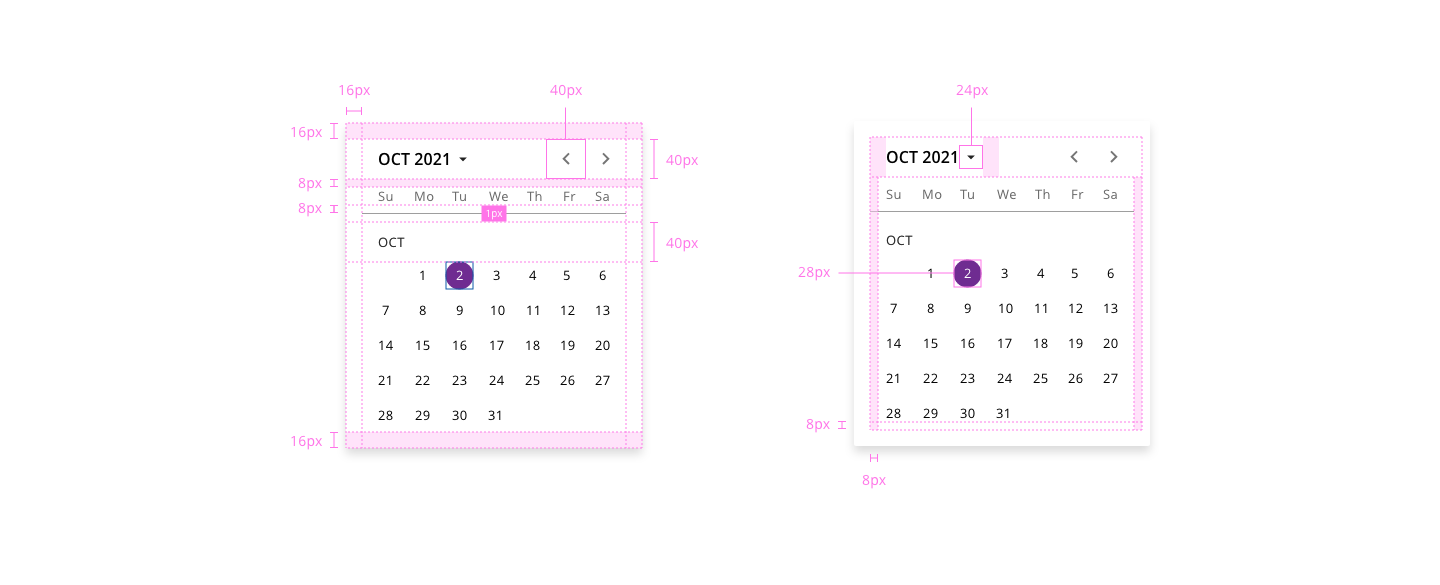 16px
40px
16px
OCT 2021
40px
8px
Su Mo Tu We Th Fr Sa
8px
1px
OCT
40px
1 2 3 4 5 6
7 8 9 10 11 12 13
14 15 16 17 18 19 20
21 22 23 24 25 26 27
28 29 30 31
16px
24px
OCT 2021
Su Mo Tu We Th Fr Sa
OCT
28px
1 2 3 4 5 6
7 8 9 10 11 12 13
14 15 16 17 18 19 20
21 22 23 24 25 26 27
28 29 30 31
8px
8px